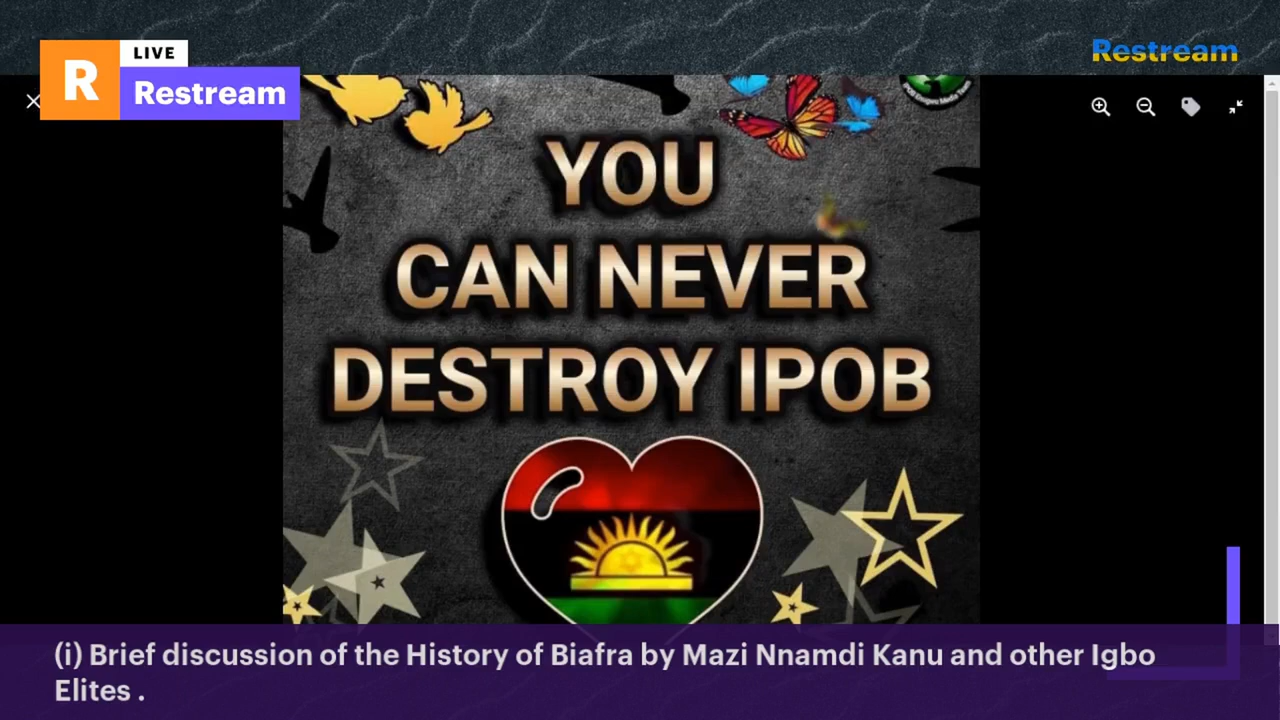 R
LIVE
Restream
Restream
YOU
CAN NEVER
DESTROY IPOB
(i) Brief discussion of the History of Biafra by Mazi Nnamdi Kanu and other Igbo
Elites .